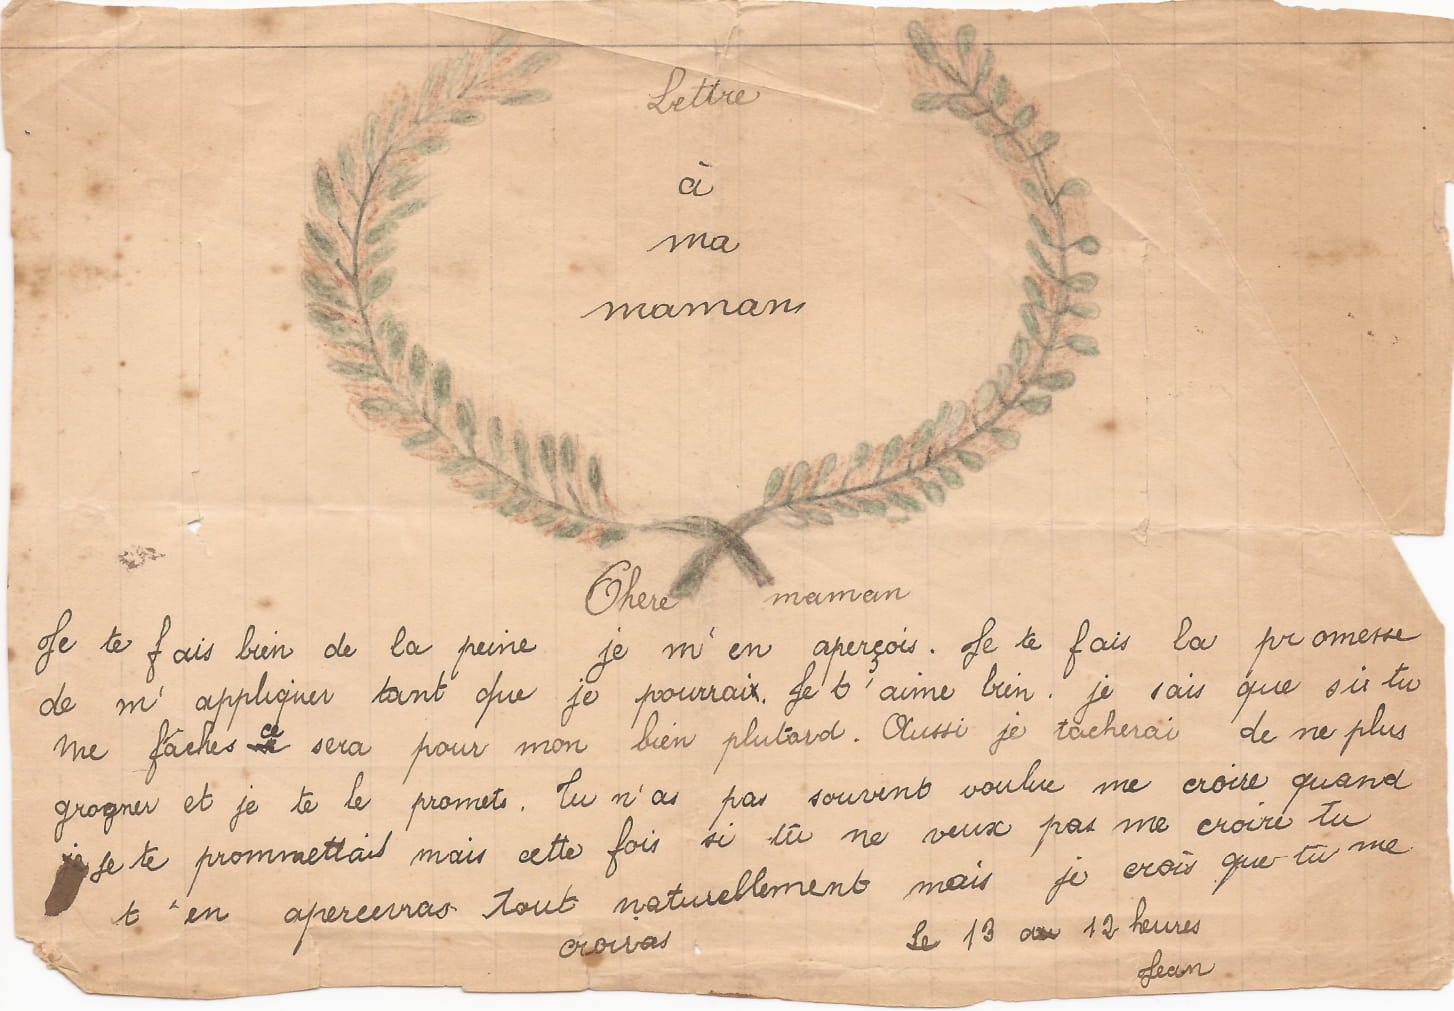 Lettre
à
ma
maman
Chere maman
Je te fais bien de la peine je m'en aperçois. Je te fais la promesse
de m'appliquer tant que je pourrais. Je t'aime bien. je sais que si tu
me fâches ce sera pour mon bien plutard. Aussi je tacherai de ne plus
grogner et je te le promets. Tu n'as pas souvent voulue me croire quand
je te prommettais mais cette fois si tu ne veux pas me croire tu
t'en apercevras tout naturellement mais je crois que tu me
croiras
Le 13 au 12 heures
Jean